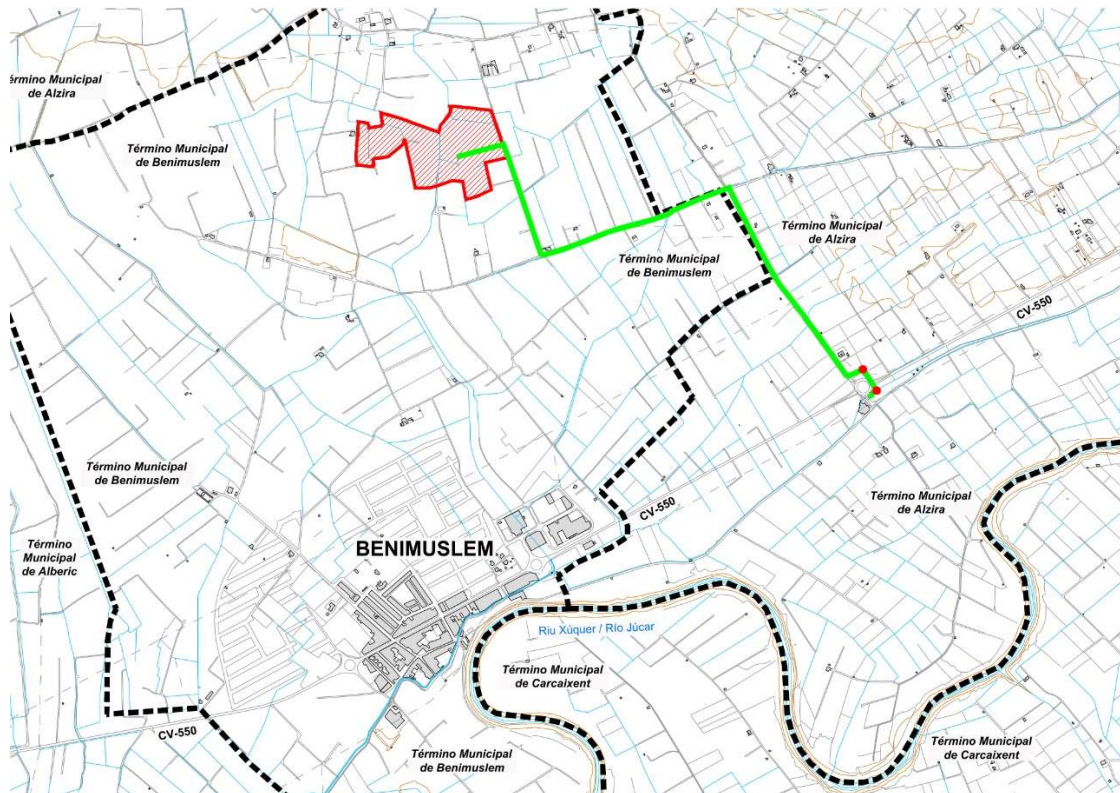 Término Municipal
de Alzira
Término Municipal
de Benimuslem
Término Municipal
de Alzira
Término Municipal
de Benimuslem
CV-550
Término Municipal
de Benimuslem
Término Municipal
de Alzira
CV-550
Término
Municipal
de Alberic
BENIMUSLEM
Riu Xúquer / Río Júcar
Término Municipal
de Carcaixent
CV-550
Término Municipal
de Benimuslem
Término Municipal
de Carcaixent